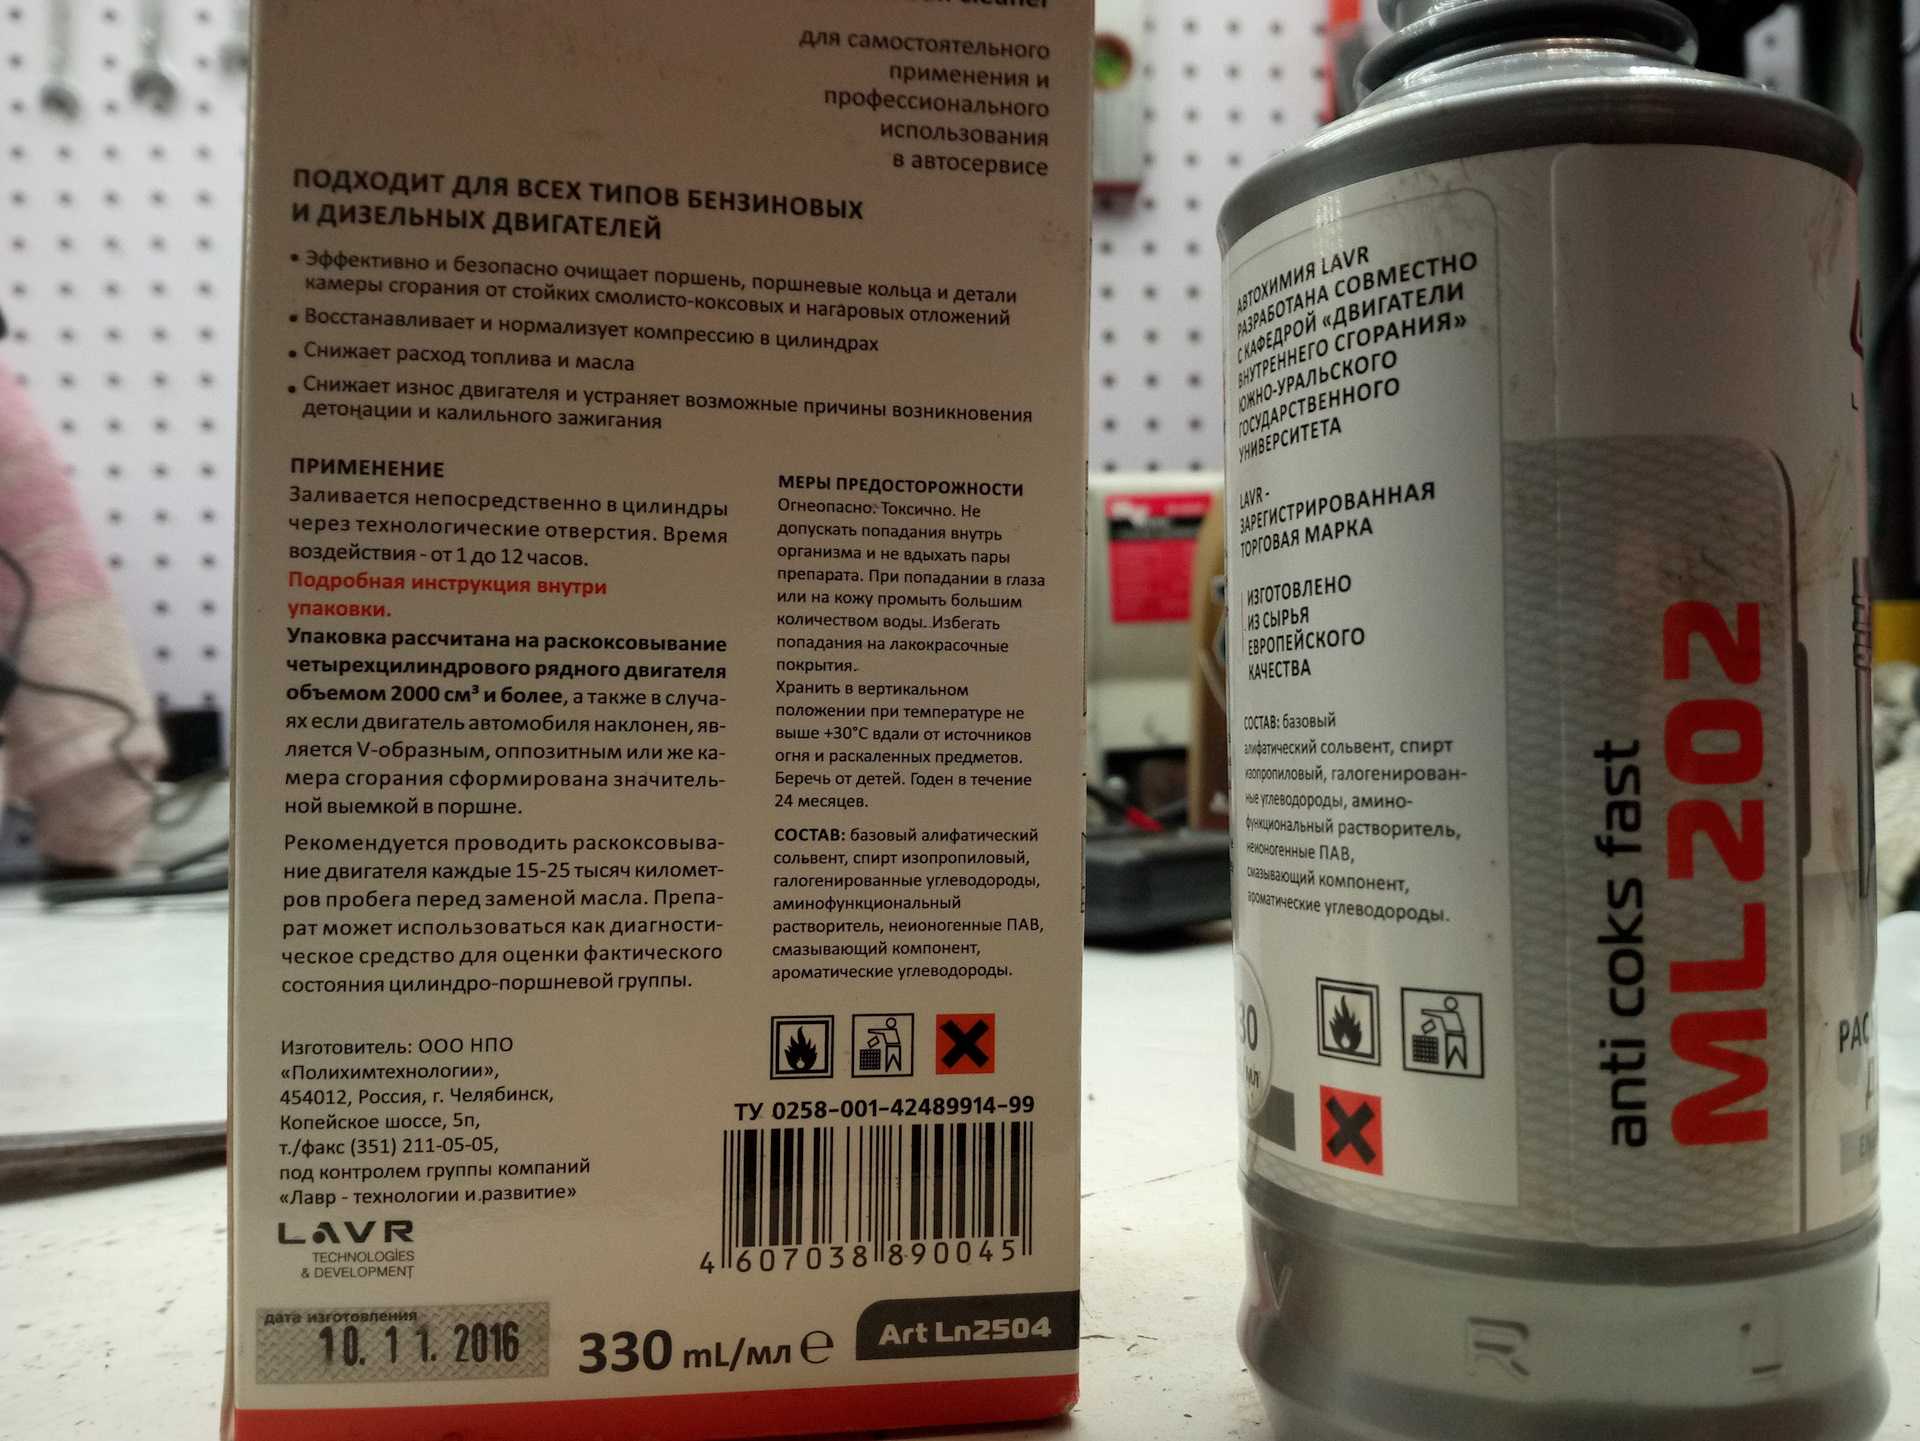 cleaner
для самостоятельного
применения и
профессионального
использования
в автосервисе
ПОДХОДИТ ДЛЯ ВСЕХ ТИПОВ БЕНЗИНОВЫХ
И ДИЗЕЛЬНЫХ ДВИГАТЕЛЕЙ
• Эффективно и безопасно очищает поршень, поршневые кольца и детали
камеры сгорания от стойких смолисто-коксовых и нагаровых отложений
• Восстанавливает и нормализует компрессию в цилиндрах
• Снижает расход топлива и масла
• Снижает износ двигателя и устраняет возможные причины возникновения
детонации и калильного зажигания
ПРИМЕНЕНИЕ
Заливается непосредственно в цилиндры
через технологические отверстия. Время
воздействия - от 1 до 12 часов.
Подробная инструкция внутри
упаковки.
Упаковка рассчитана на раскоксовывание
четырехцилиндрового рядного двигателя
объемом 2000 см³ и более, а также в случа-
ях если двигатель автомобиля наклонен, яв-
ляется V-образным, оппозитным или же ка-
мера сгорания сформирована значитель-
ной выемкой в поршне.
Рекомендуется проводить раскоксовыва-
ние двигателя каждые 15-25 тысяч километ-
ров пробега перед заменой масла. Препа-
рат может использоваться как диагности-
ческое средство для оценки фактического
состояния цилиндро-поршневой группы.
МЕРЫ ПРЕДОСТОРОЖНОСТИ
Огнеопасно. Токсично. Не
допускать попадания внутрь
организма и не вдыхать пары
препарата. При попадании в глаза
или на кожу промыть большим
количеством воды. Избегать
попадания на лакокрасочные
покрытия.
Хранить в вертикальном
положении при температуре не
выше +30°С вдали от источников
огня и раскаленных предметов.
Беречь от детей. Годен в течение
24 месяцев.
СОСТАВ: базовый алифатический
сольвент, спирт изопропиловый,
галогенированные углеводороды,
аминофункциональный
растворитель, неионогенные ПАВ,
смазывающий компонент,
ароматические углеводороды.
Изготовитель: ООО НПО
«Полихимтехнологии»,
454012, Россия, г. Челябинск,
Копейское шоссе, 5п,
т./факс (351) 211-05-05,
под контролем группы компаний
«Лавр - технологии и развитие»
LAVR
TECHNOLOGIES
& DEVELOPMENT
ТУ 0258-001-42489914-99
4 607038 890045
дата изготовления
10. 11. 2016
330 mL/мл e
Art Ln2504
АВТОХИМИЯ LAVR
РАЗРАБОТАНА СОВМЕСТНО
С КАФЕДРОЙ «ДВИГАТЕЛИ
ВНУТРЕННЕГО СГОРАНИЯ»
ЮЖНО-УРАЛЬСКОГО
ГОСУДАРСТВЕННОГО
УНИВЕРСИТЕТА
LAVR -
ЗАРЕГИСТРИРОВАННАЯ
ТОРГОВАЯ МАРКА
ИЗГОТОВЛЕНО
ИЗ СЫРЬЯ
ЕВРОПЕЙСКОГО
КАЧЕСТВА
СОСТАВ: базовый
алифатический сольвент, спирт
изопропиловый, галогенирован-
ные углеводороды, амино-
функциональный растворитель,
неионогенные ПАВ,
смазывающий компонент,
ароматические углеводороды.
30
мл
anti coks fast
ML202
РАС
V R L